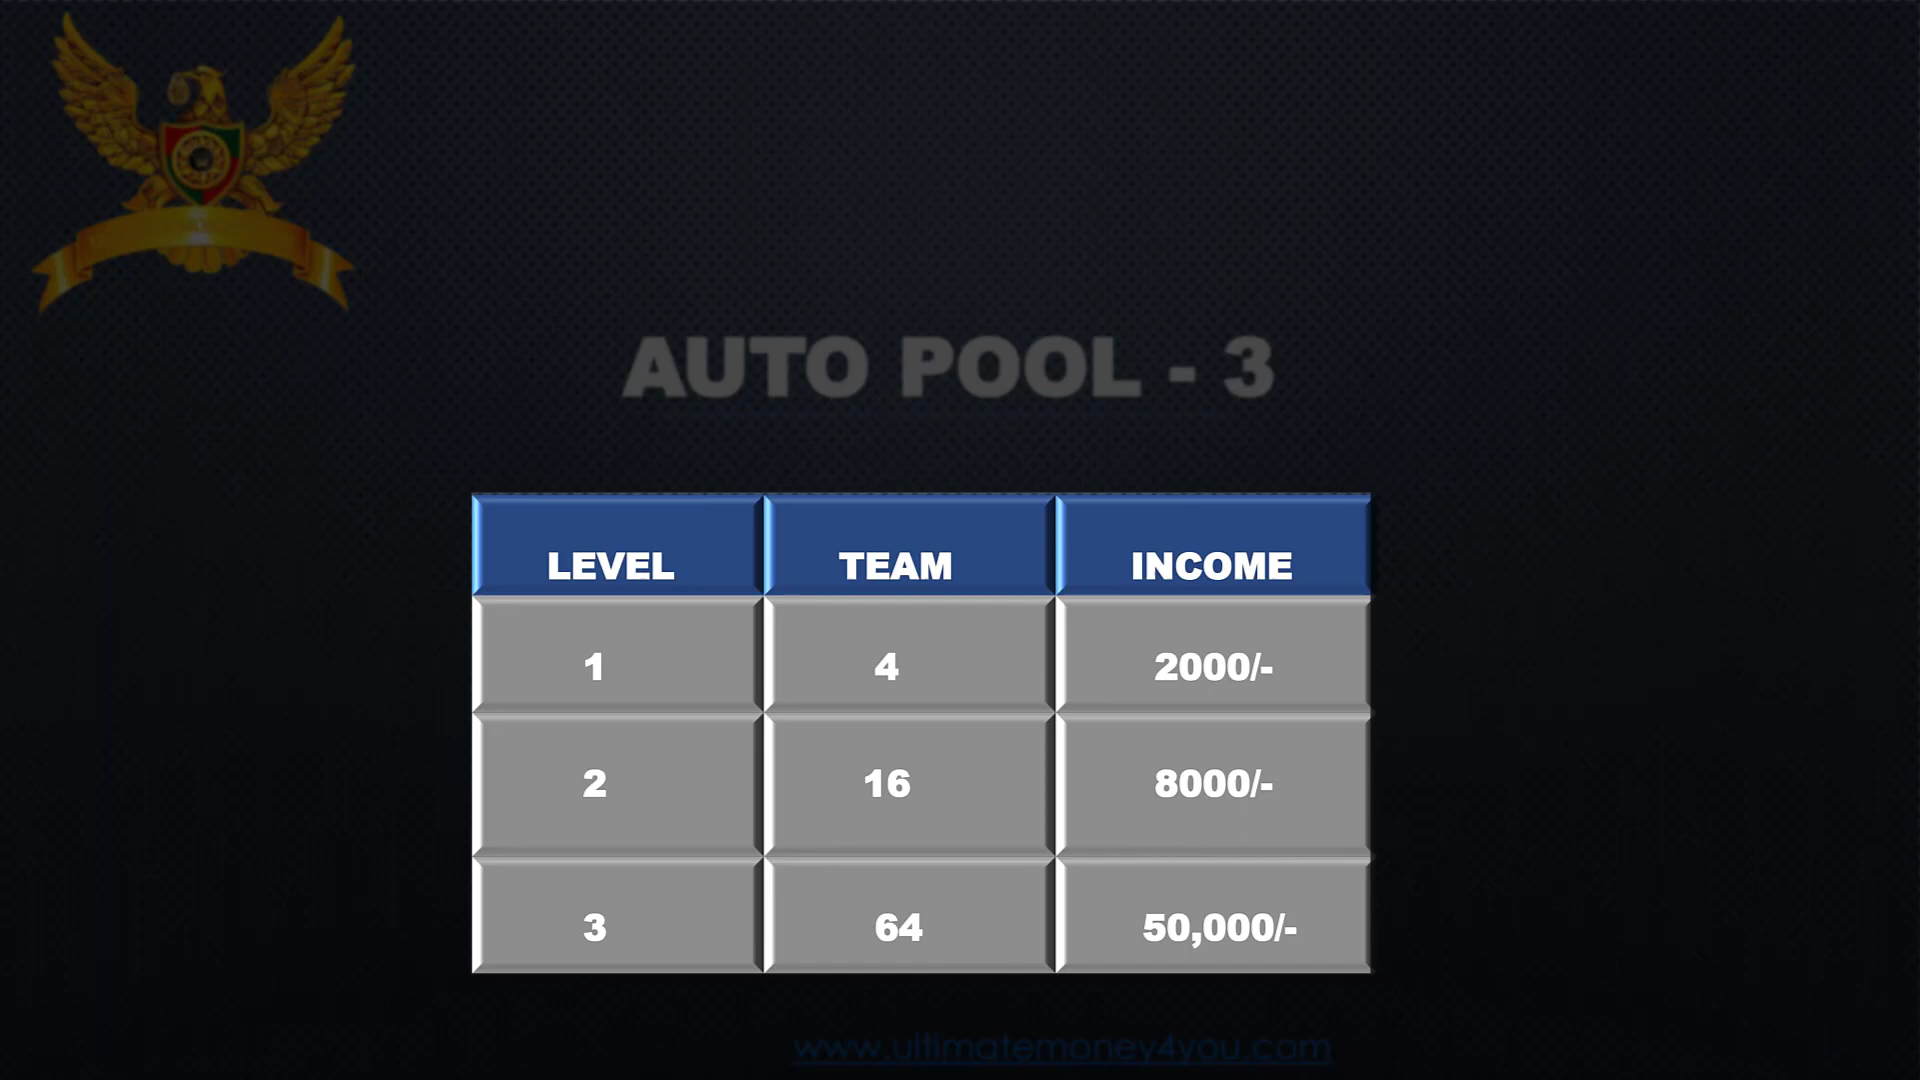 AUTO POOL - 3
LEVEL TEAM INCOME
1 4 2000/-
2 16 8000/-
3 64 50,000/-
www.ultimatemoney4you.com